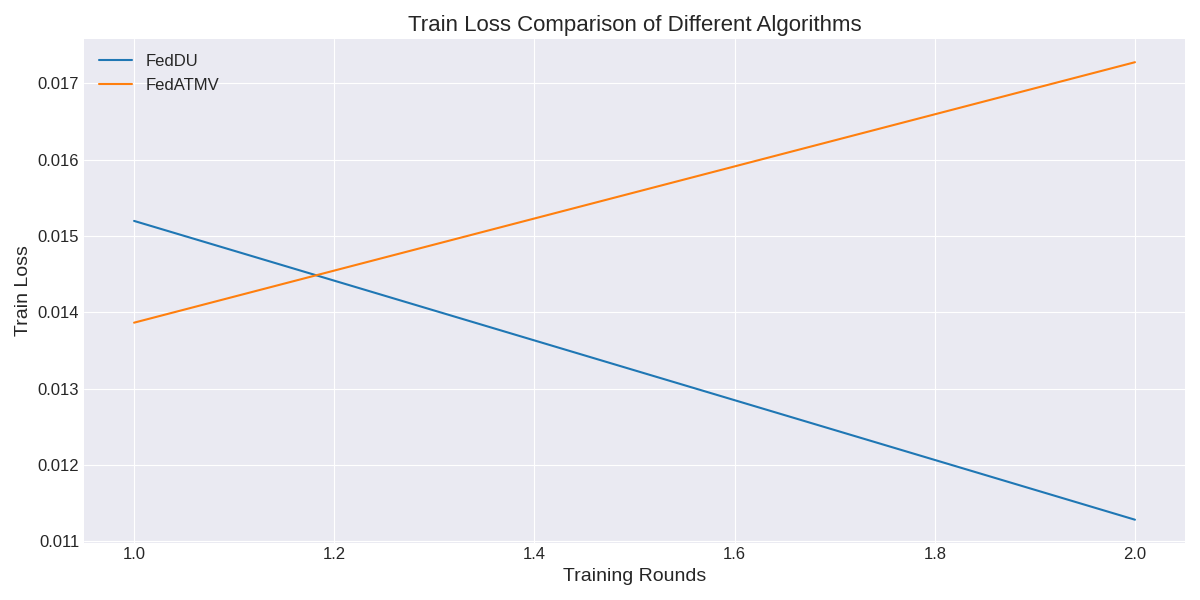 Train Loss Comparison of Different Algorithms
FedDU
FedATMV
0.017
0.016
0.015
0.014
0.013
0.012
0.011
Train Loss
1.0 1.2 1.4 1.6 1.8 2.0
Training Rounds